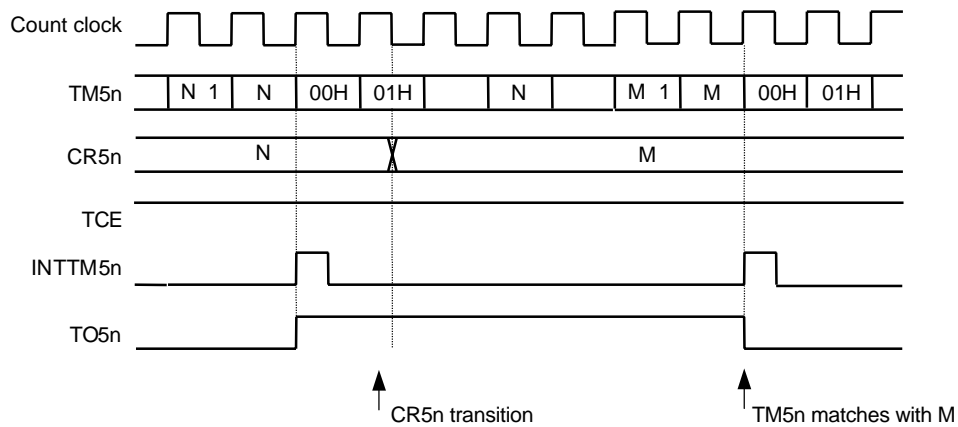 Count clock
TM5n N 1 N 00H 01H N M 1 M 00H 01H
CR5n N M
TCE
INTTM5n
TO5n
CR5n transition TM5n matches with M